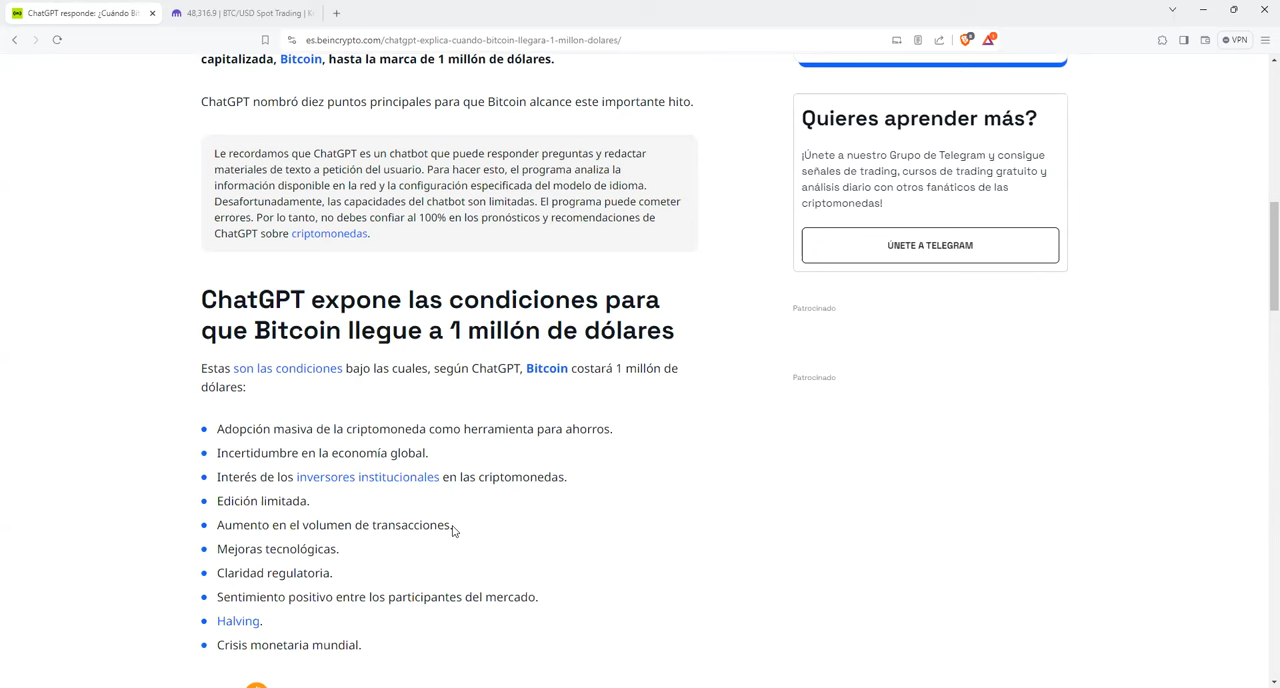 ChatGPT responde: ¿Cuándo Bit
48,316.9 | BTC/USD Spot Trading | K
es.beincrypto.com/chatgpt-explica-cuando-bitcoin-llegara-1-millon-dolares/
VPN
capitalizada, Bitcoin, hasta la marca de 1 millón de dólares.
ChatGPT nombró diez puntos principales para que Bitcoin alcance este importante hito.
Le recordamos que ChatGPT es un chatbot que puede responder preguntas y redactar
materiales de texto a petición del usuario. Para hacer esto, el programa analiza la
información disponible en la red y la configuración especificada del modelo de idioma.
Desafortunadamente, las capacidades del chatbot son limitadas. El programa puede cometer
errores. Por lo tanto, no debes confiar al 100% en los pronósticos y recomendaciones de
ChatGPT sobre criptomonedas.
ChatGPT expone las condiciones para
que Bitcoin llegue a 1 millón de dólares
Estas son las condiciones bajo las cuales, según ChatGPT, Bitcoin costará 1 millón de
dólares:
Adopción masiva de la criptomoneda como herramienta para ahorros.
Incertidumbre en la economía global.
Interés de los inversores institucionales en las criptomonedas.
Edición limitada.
Aumento en el volumen de transacciones.
Mejoras tecnológicas.
Claridad regulatoria.
Sentimiento positivo entre los participantes del mercado.
Halving.
Crisis monetaria mundial.
Quieres aprender más?
¡Únete a nuestro Grupo de Telegram y consigue
señales de trading, cursos de trading gratuito y
análisis diario con otros fanáticos de las
criptomonedas!
ÚNETE A TELEGRAM
Patrocinado
Patrocinado